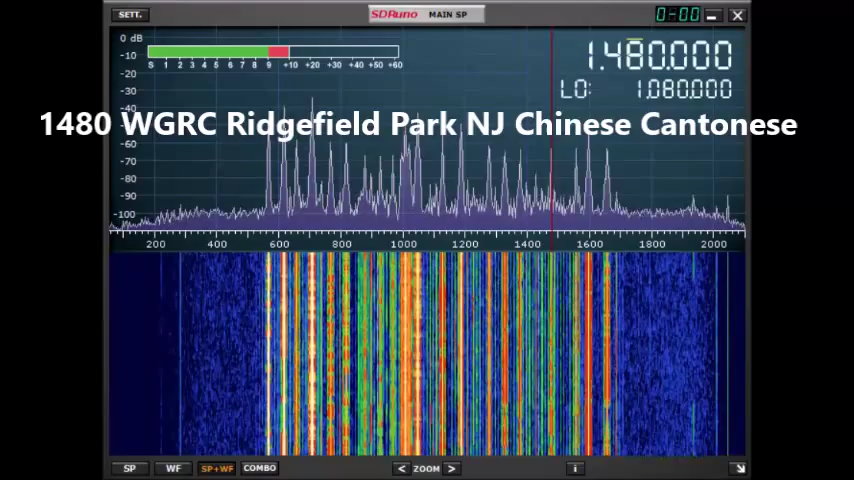 SETT.
SDRuno MAIN SP
0-00
0 dB
-10
-20
-30
-40
-50
-60
-70
-80
-90
-100
S 1 2 3 4 5 6 7 8 9 +10 +20 +30 +40 +50 +60
1.480.000
LO: 1.080.000
1480 WGRC Ridgefield Park NJ Chinese Cantonese
200 400 600 800 1000 1200 1400 1600 1800 2000
SP WF SP+WF COMBO < ZOOM > i